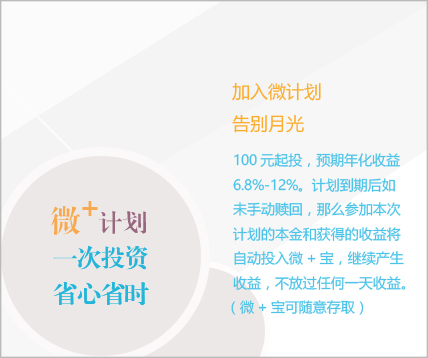 加入微计划
告别月光
100 元起投，预期年化收益
6.8%-12%。计划到期后如
未手动赎回，那么参加本次
计划的本金和获得的收益将
自动投入微 + 宝，继续产生
收益，不放过任何一天收益。
（ 微 + 宝可随意存取 ）
微+计划
一次投资
省心省时